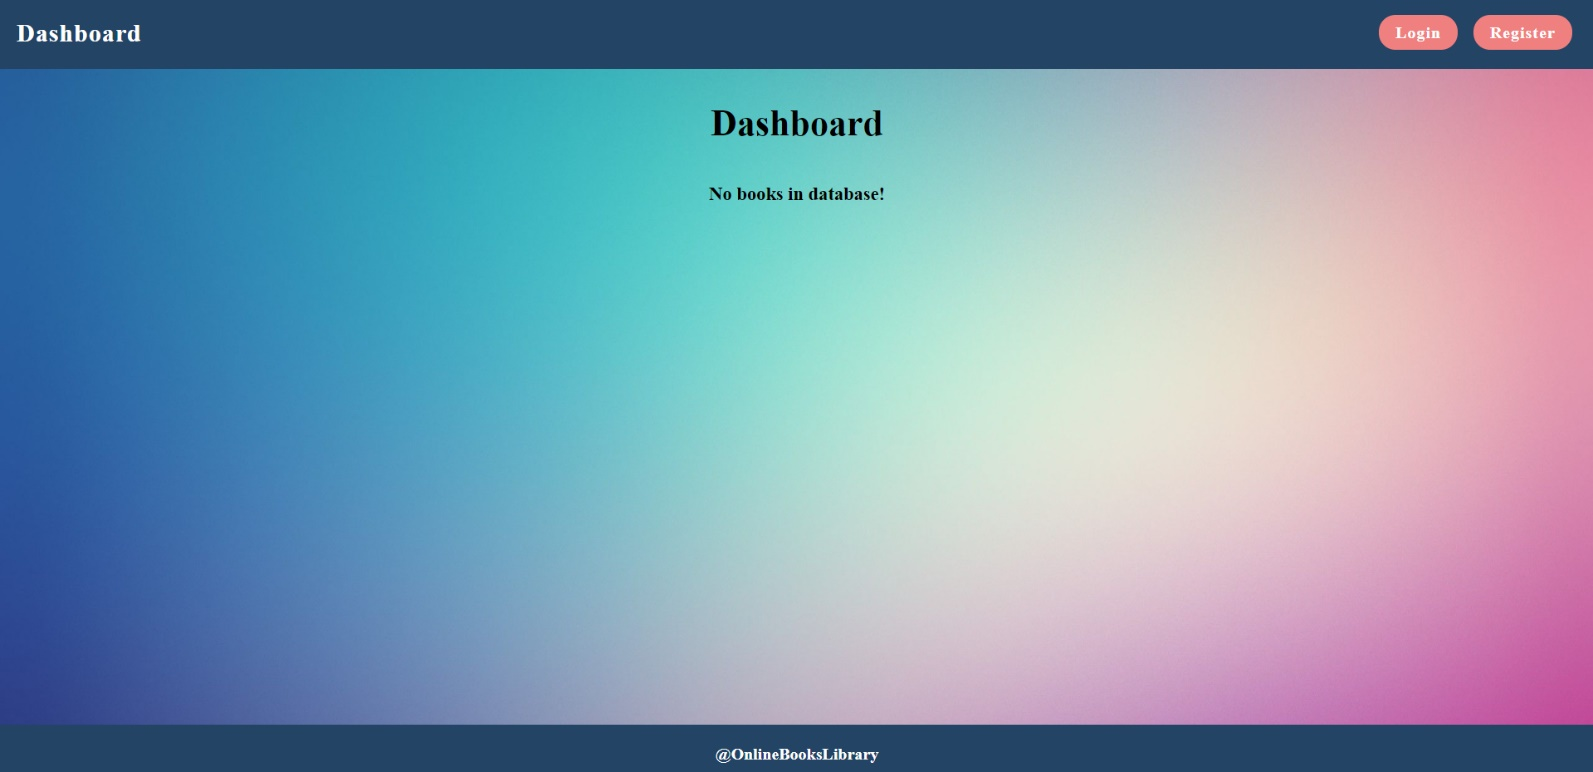 Dashboard
Login
Register
Dashboard
No books in database!
@OnlineBooksLibrary